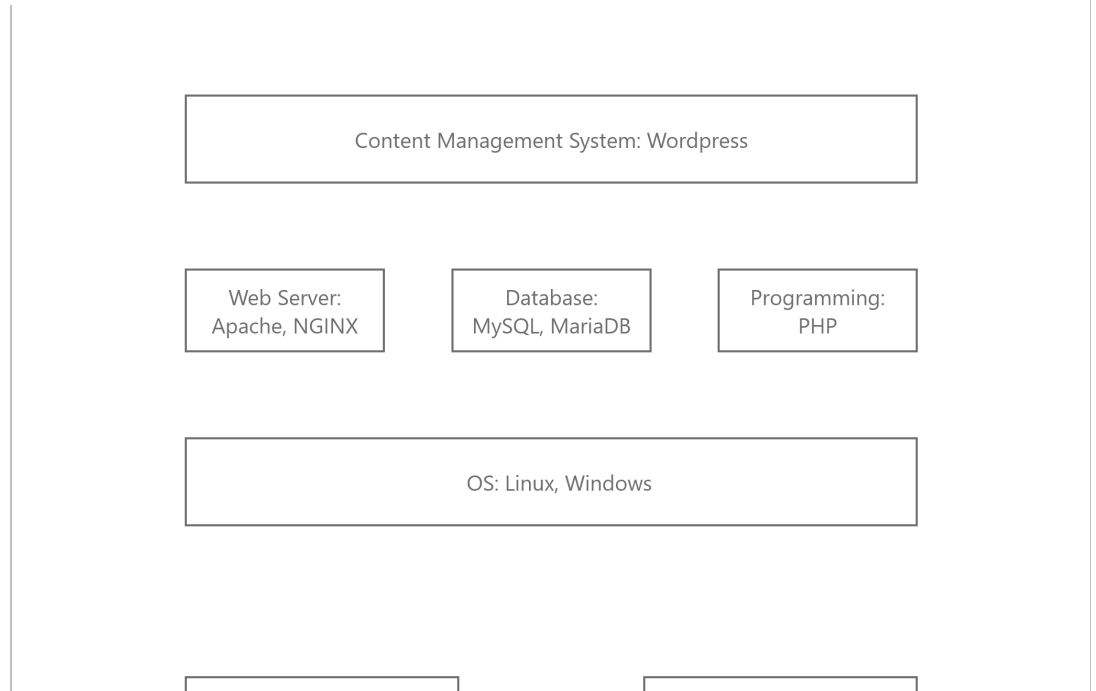 Content Management System: Wordpress
Web Server:
Apache, NGINX
Database:
MySQL, MariaDB
Programming:
PHP
OS: Linux, Windows